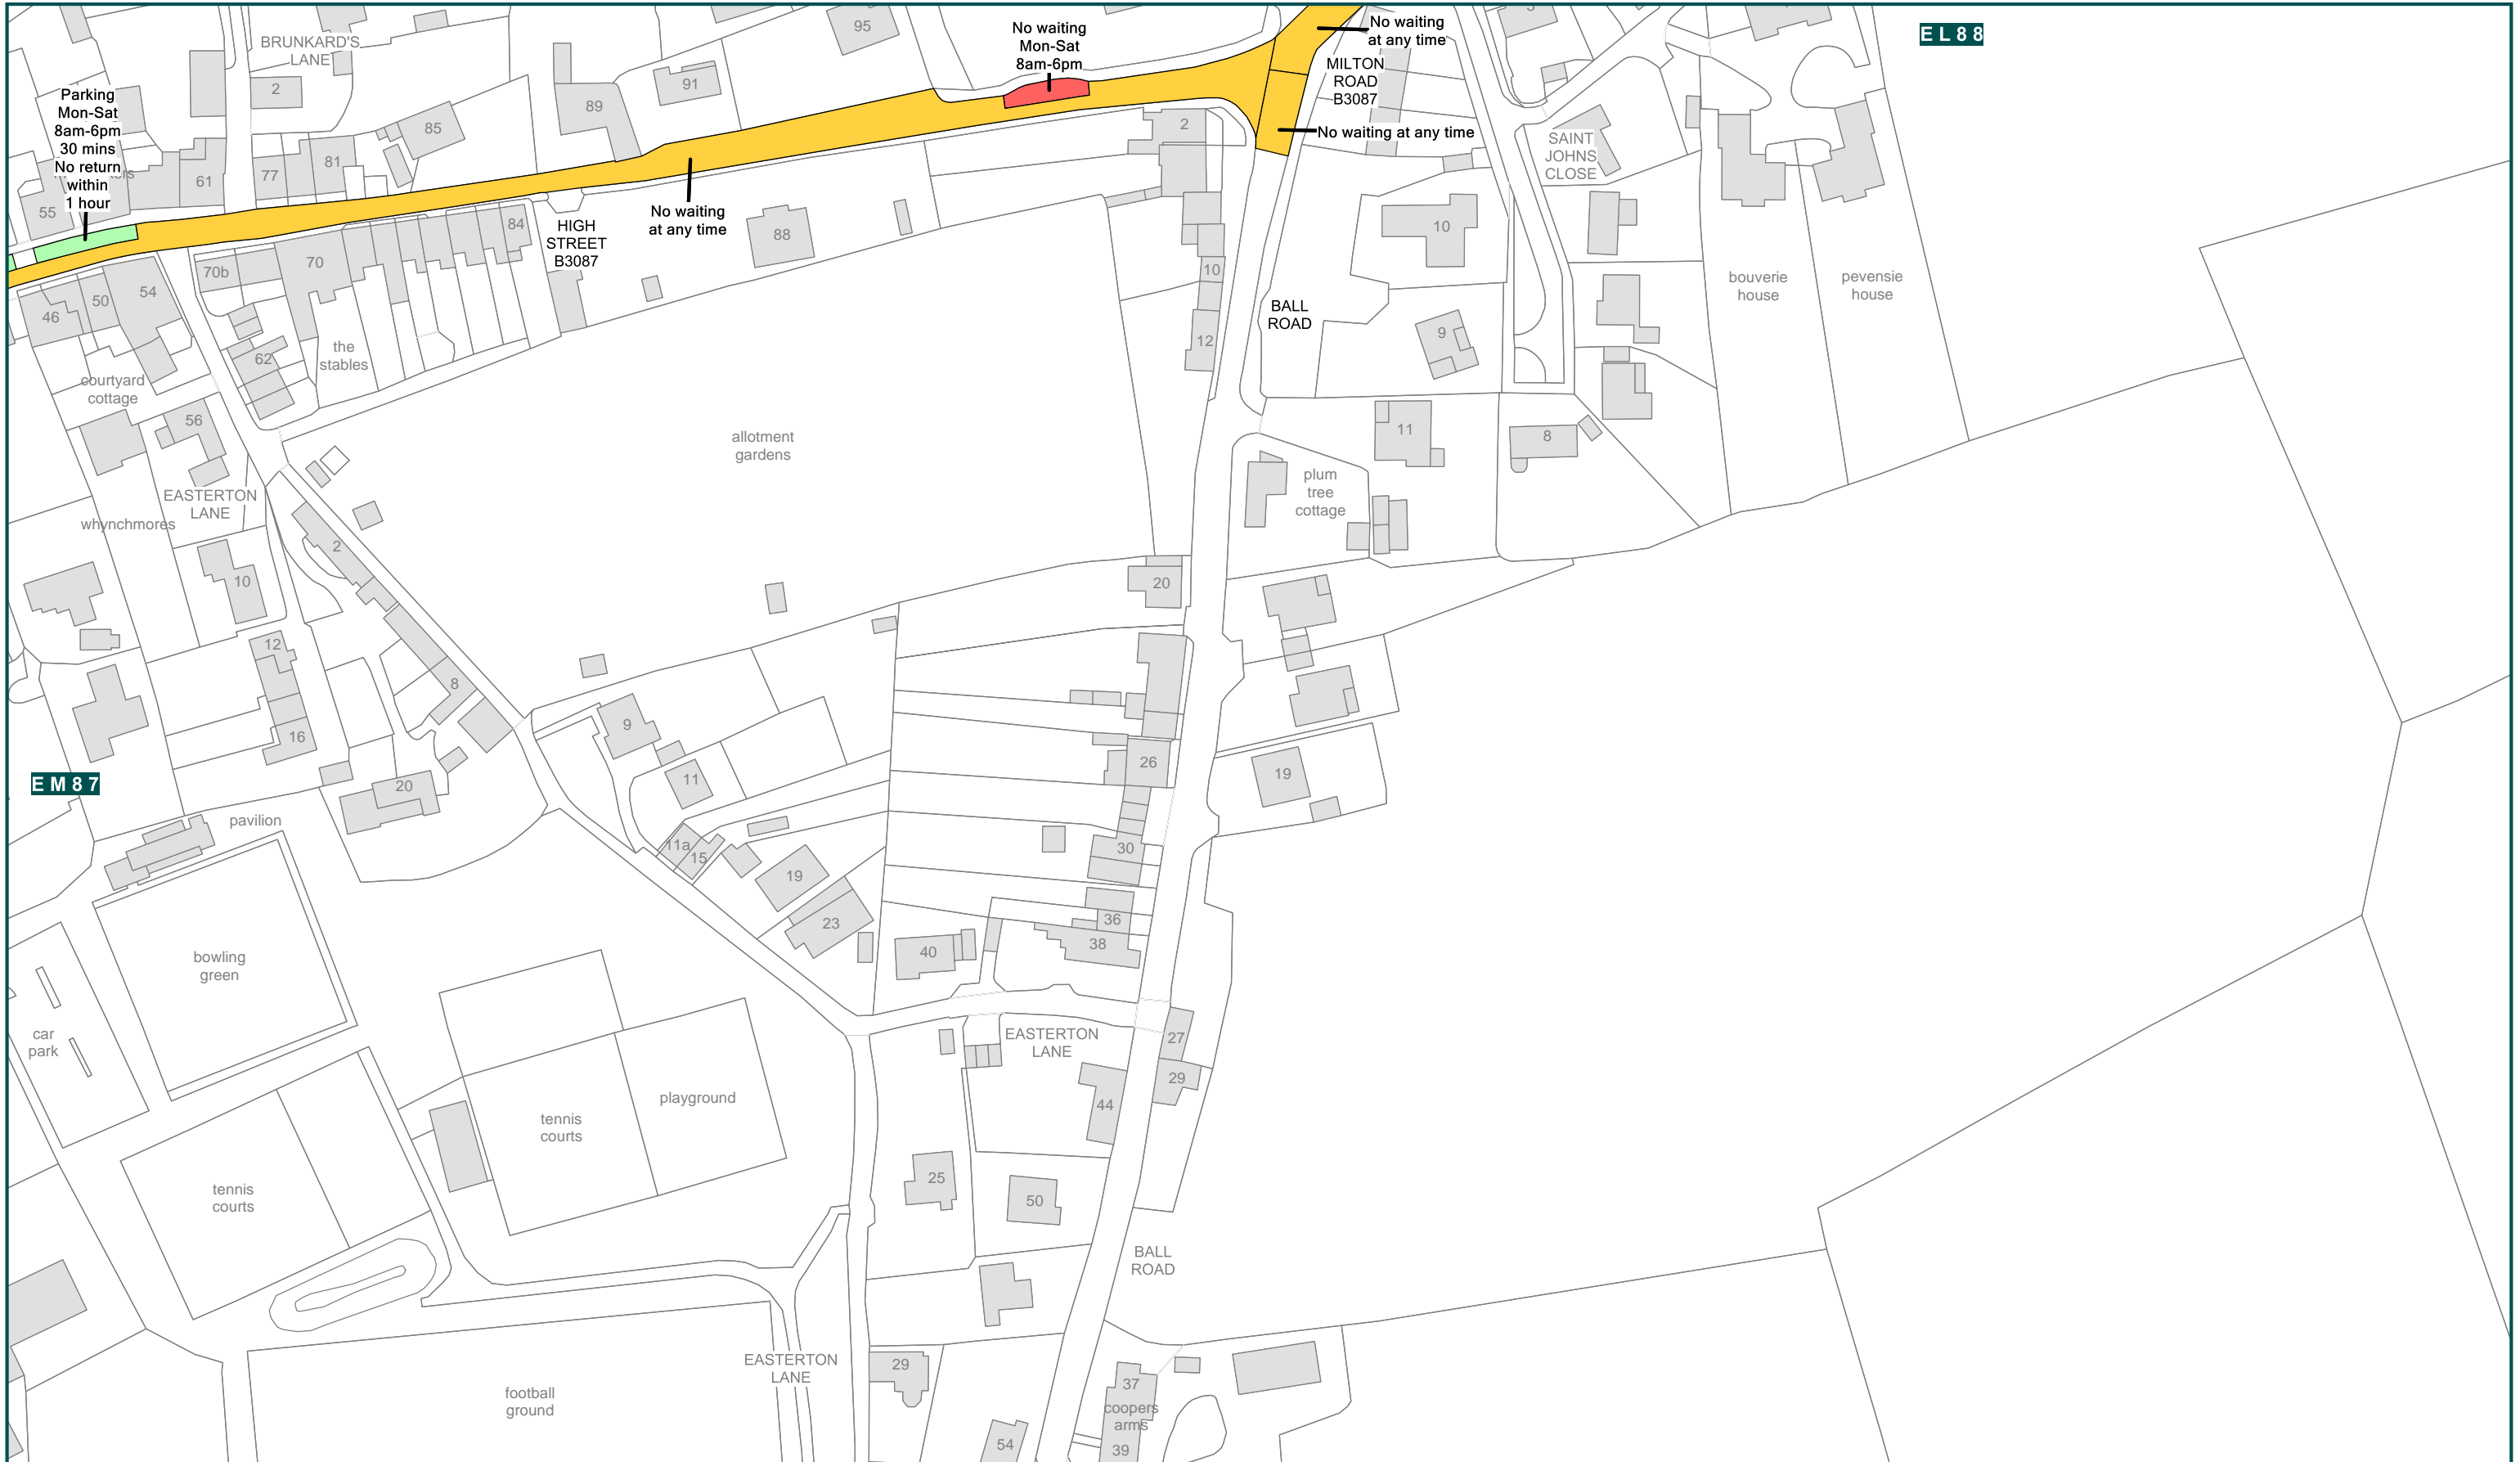 BRUNKARD'S
LANE
95
No waiting
Mon-Sat
8am-6pm
No waiting
at any time
5
E L 8 8
MILTON
ROAD
B3087
2
91
89
85
Parking
Mon-Sat
8am-6pm
30 mins
No return
within
1 hour
81
77
61
55
2
No waiting at any time
SAINT
JOHNS
CLOSE
No waiting
at any time
88
84
HIGH
STREET
B3087
10
70b
70
54
50
46
10
12
BALL
ROAD
9
bouverie
house
pevensie
house
62
the
stables
courtyard
cottage
56
allotment
gardens
11
8
plum
tree
cottage
EASTERTON
LANE
whynchmores
2
10
20
12
8
16
9
11
26
19
E M 8 7
20
pavilion
11a
15
30
19
23
36
38
40
bowling
green
car
park
27
EASTERTON
LANE
29
44
playground
tennis
courts
25
50
tennis
courts
BALL
ROAD
EASTERTON
LANE
29
football
ground
37
coopers
arms
39
54